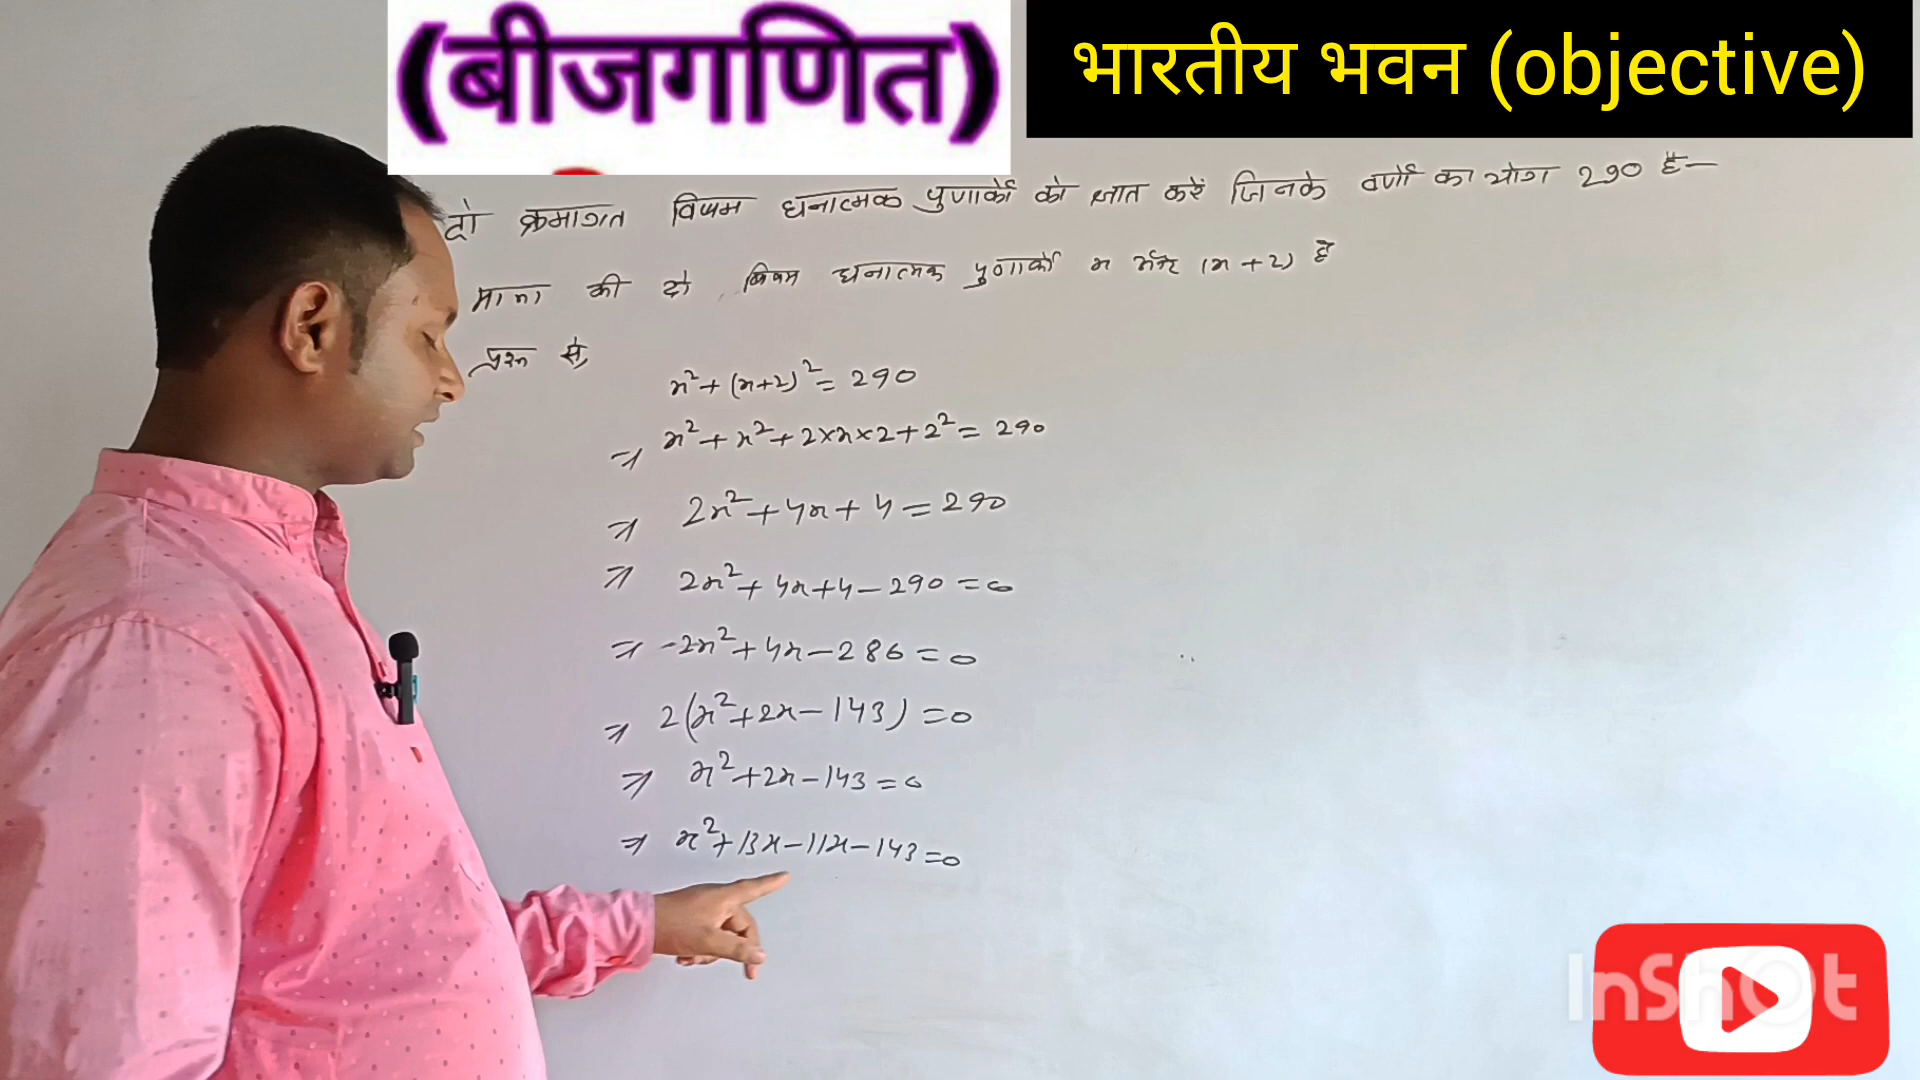 (बीजगणित)
भारतीय भवन (objective)
दो क्रमागत विषम धनात्मक पुर्णाकों को ज्ञात करें जिनके वर्गों का योग 290 है—
माना की दो विषम धनात्मक पुर्णाकों x और (x+2) है
प्रश्न से,
x²+(x+2)²=290
⇒ x²+x²+2×x×2+2²=290
⇒ 2x²+4x+4=290
⇒ 2x²+4x+4-290=0
⇒ -2x²+4x-286=0
⇒ 2(x²+2x-143)=0
⇒ x²+2x-143=0
⇒ x²+13x-11x-143=0
InShOt